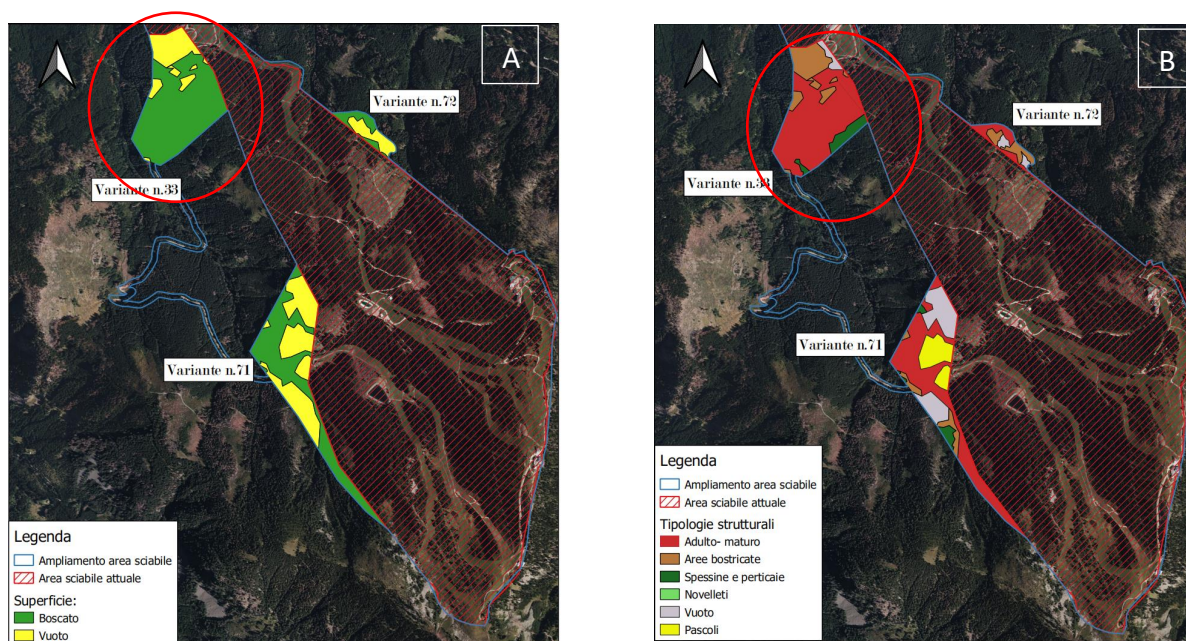 A
Variante n.72
Variante n.33
Variante n.71
Legenda
Ampliamento area sciabile
Area sciabile attuale
Superficie:
Boscato
Vuoto
B
Variante n.72
Variante n.33
Variante n.71
Legenda
Ampliamento area sciabile
Area sciabile attuale
Tipologie strutturali
Adulto- maturo
Aree bostricate
Spessine e perticaie
Novelleti
Vuoto
Pascoli